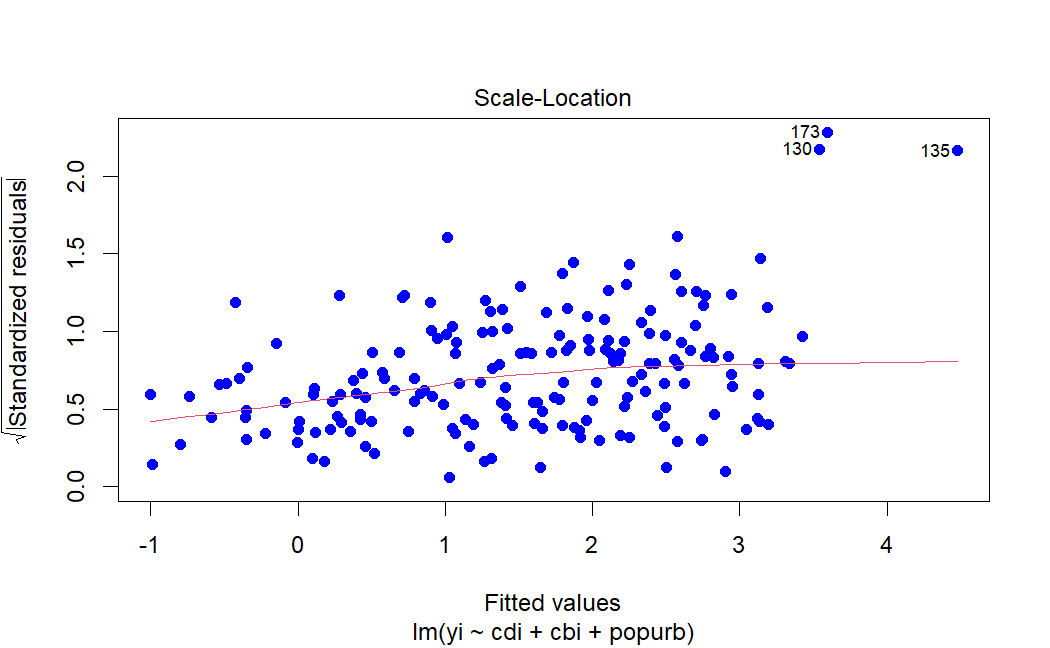 Scale-Location
√|Standardized residuals|
2.0
1.5
1.0
0.5
0.0
173
130
135
-1 0 1 2 3 4
Fitted values
lm(yi ~ cdi + cbi + popurb)